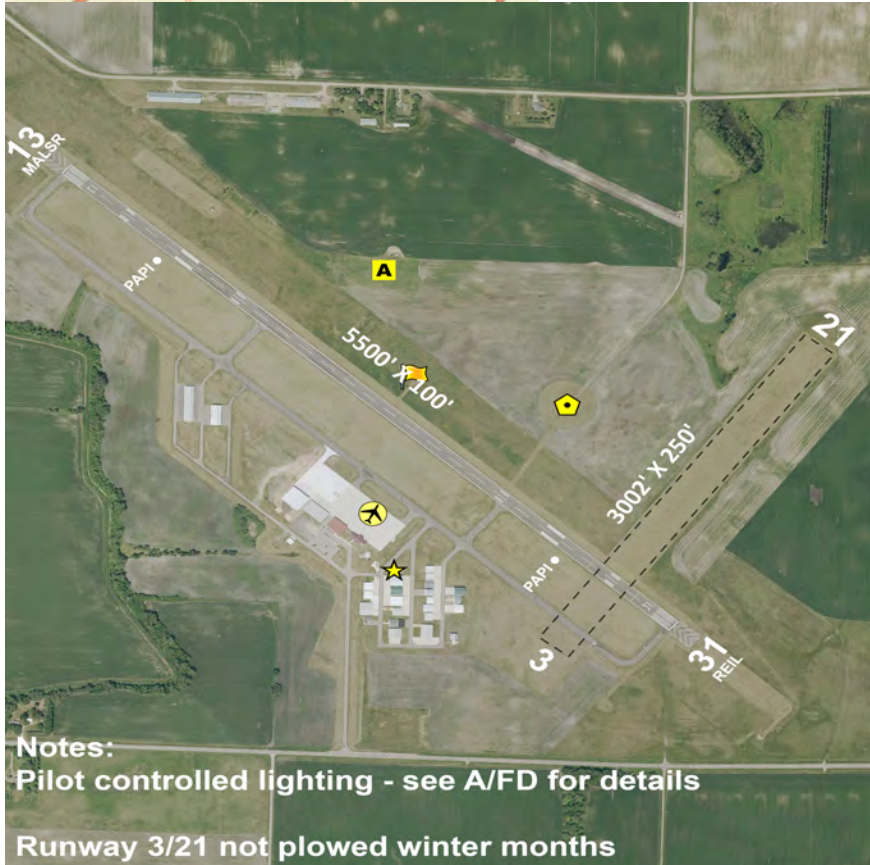 13
MALSR
PAPI
A
5500' X 100'
21
3002' X 250'
PAPI
3
31
REIL
Notes:
Pilot controlled lighting - see A/FD for details
Runway 3/21 not plowed winter months